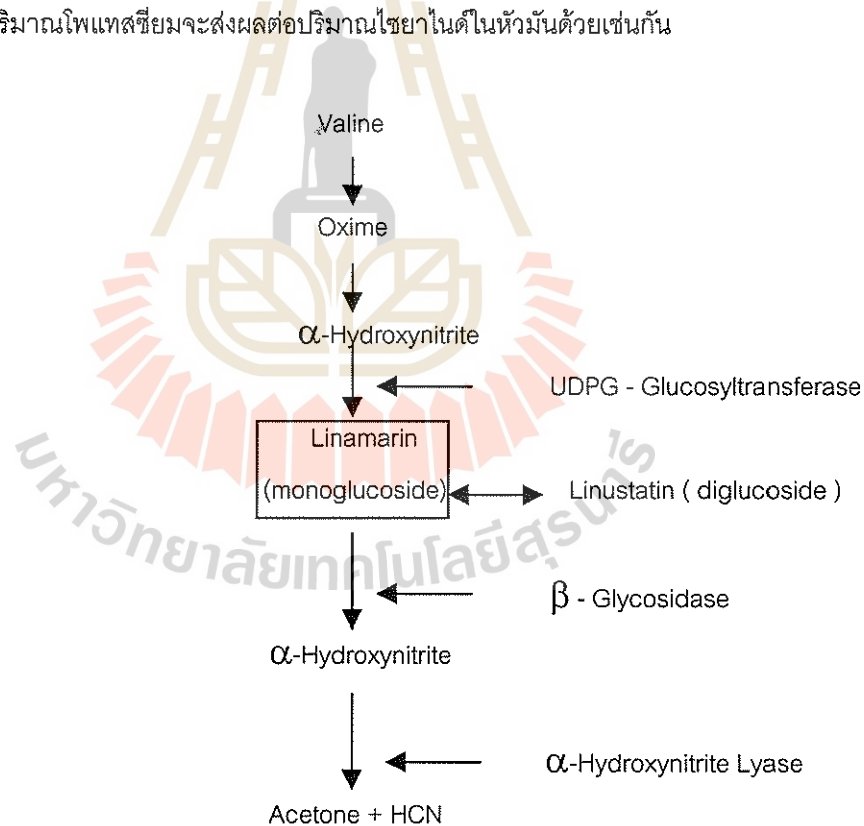 ริมาณโพแทสซียมจะส่งผลต่อปริมาณไซยาไนด์ในหัวมันด้วยเช่นกัน
Valine
Oxime
α-Hydroxynitrite
UDPG - Glucosyltransferase
Linamarin
(monoglucoside)
Linustatin ( diglucoside )
β - Glycosidase
α-Hydroxynitrite
α-Hydroxynitrite Lyase
Acetone + HCN
มหาวิทยาลัยเทคโนโลยีสุรนารี